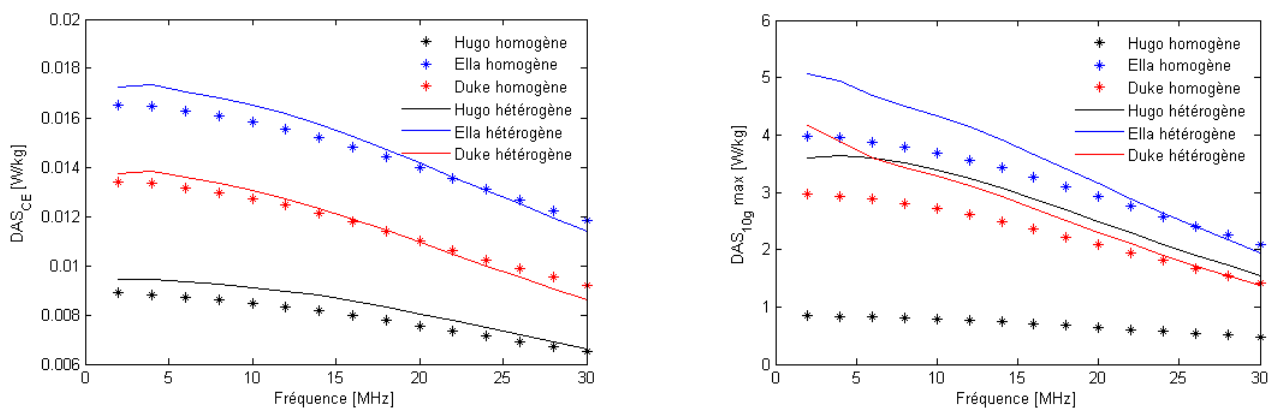 0.02
0.018
0.016
0.014
0.012
0.01
0.008
0.006
DAS_CE [W/kg]
0 5 10 15 20 25 30
Fréquence [MHz]
Hugo homogène
Ella homogène
Duke homogène
Hugo hétérogène
Ella hétérogène
Duke hétérogène
6
5
4
3
2
1
0
DAS_10g max [W/kg]
0 5 10 15 20 25 30
Fréquence [MHz]
Hugo homogène
Ella homogène
Duke homogène
Hugo hétérogène
Ella hétérogène
Duke hétérogène